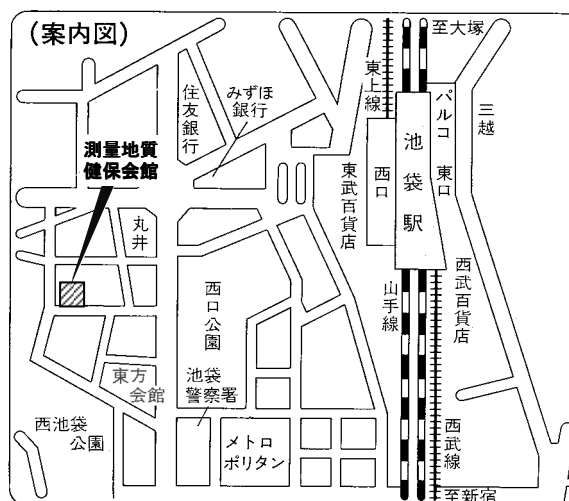 （案内図）
至大塚
東上線
パルコ
三越
住友銀行
みずほ
銀行
測量地質
健保会館
池袋駅
西口
東口
東武百貨店
丸井
西口公園
山手線
西武百貨店
東方
会館
池袋
警察署
西池袋
公園
メトロ
ポリタン
西武線
至新宿